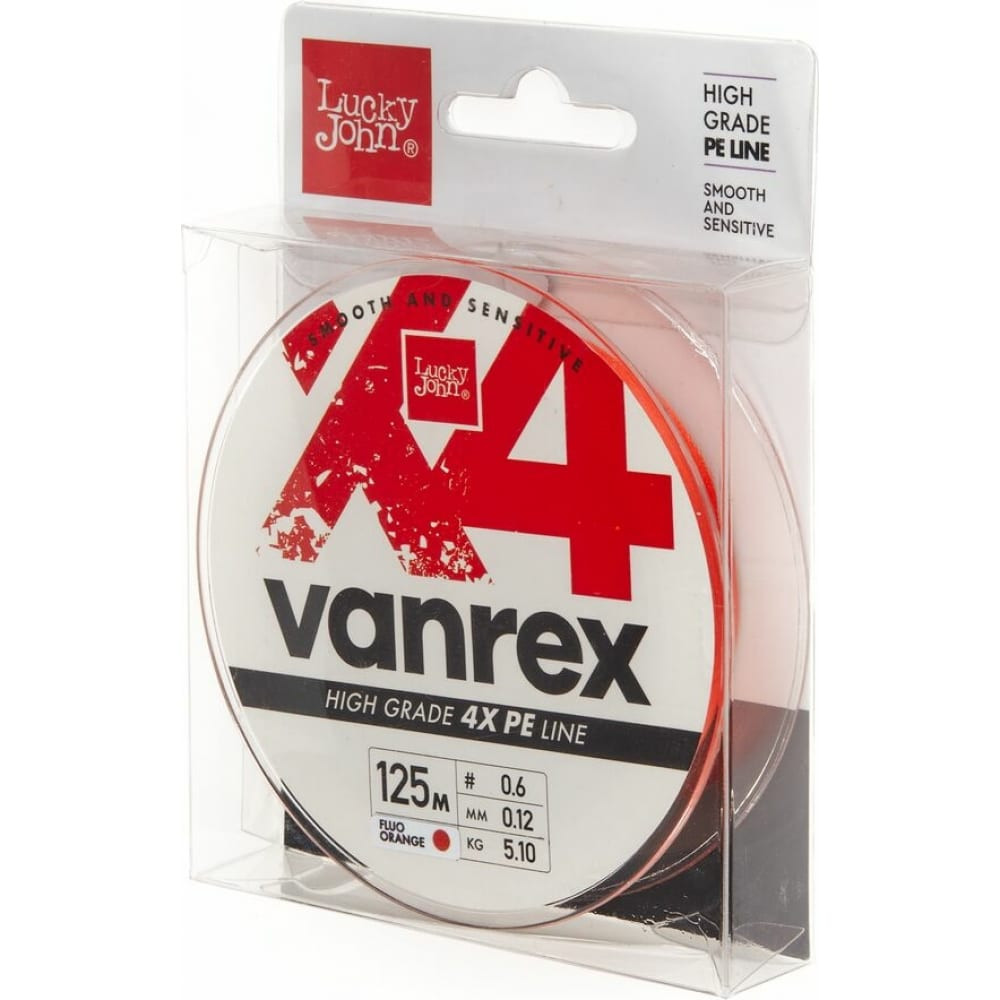 Lucky
John®
HIGH
GRADE
PE LINE
SMOOTH
AND
SENSITIVE
SMOOTH AND SENSITIVE
Lucky
John®
X4
vanrex
HIGH GRADE 4X PE LINE
125м
FLUO
ORANGE
# 0.6
MM 0.12
KG 5.10